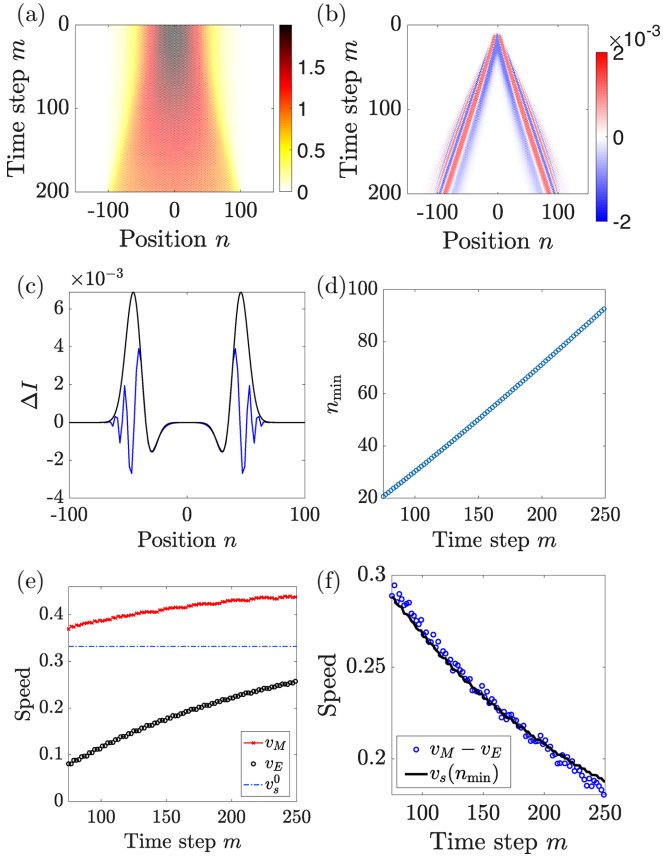 (a)
0
100
200
Time step m
-100
0
100
Position n
1.5
1
0.5
0
(b)
0
100
200
Time step m
-100
0
100
Position n
×10⁻³
2
0
-2
(c)
×10⁻³
6
4
2
0
-2
-4
ΔI
-100
-50
0
50
100
Position n
(d)
100
80
60
40
20
n_min
100
150
200
250
Time step m
(e)
0.4
0.3
0.2
0.1
0
Speed
v_M
v_E
v_s^0
100
150
200
250
Time step m
(f)
0.3
0.25
0.2
Speed
v_M − v_E
v_s(n_min)
100
150
200
250
Time step m